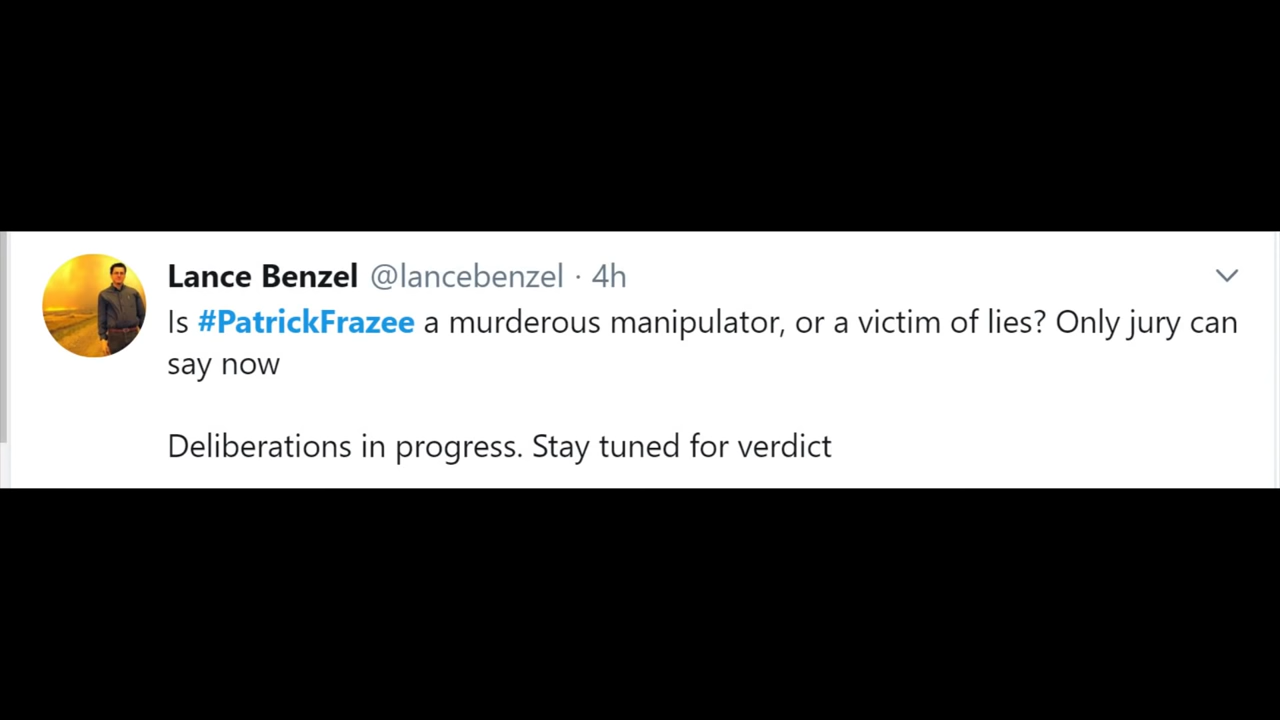 Lance Benzel @lancebenzel · 4h
Is #PatrickFrazee a murderous manipulator, or a victim of lies? Only jury can
say now
Deliberations in progress. Stay tuned for verdict